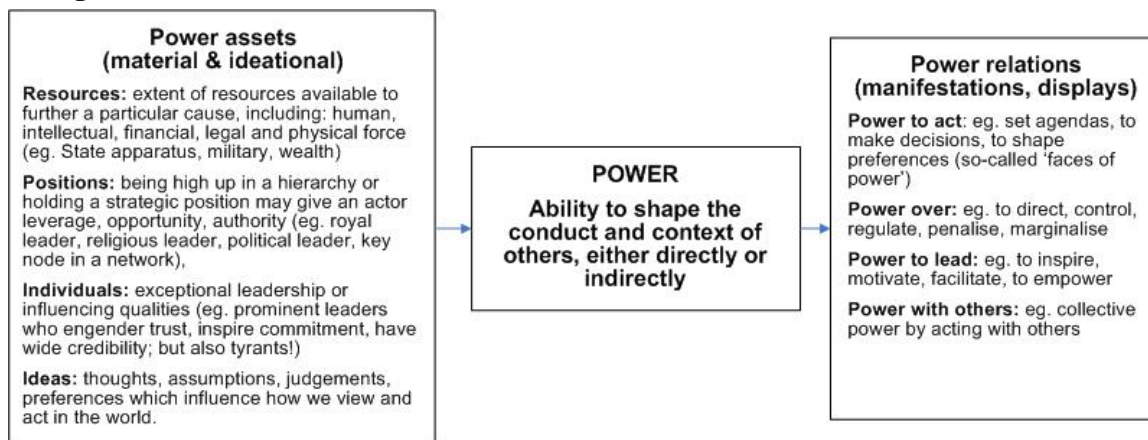 Power assets
(material & ideational)
Resources: extent of resources available to
further a particular cause, including: human,
intellectual, financial, legal and physical force
(eg. State apparatus, military, wealth)
Positions: being high up in a hierarchy or
holding a strategic position may give an actor
leverage, opportunity, authority (eg. royal
leader, religious leader, political leader, key
node in a network),
Individuals: exceptional leadership or
influencing qualities (eg. prominent leaders
who engender trust, inspire commitment, have
wide credibility; but also tyrants!)
Ideas: thoughts, assumptions, judgements,
preferences which influence how we view and
act in the world.
POWER
Ability to shape the
conduct and context of
others, either directly or
indirectly
Power relations
(manifestations, displays)
Power to act: eg. set agendas, to
make decisions, to shape
preferences (so-called ‘faces of
power’)
Power over: eg. to direct, control,
regulate, penalise, marginalise
Power to lead: eg. to inspire,
motivate, facilitate, to empower
Power with others: eg. collective
power by acting with others